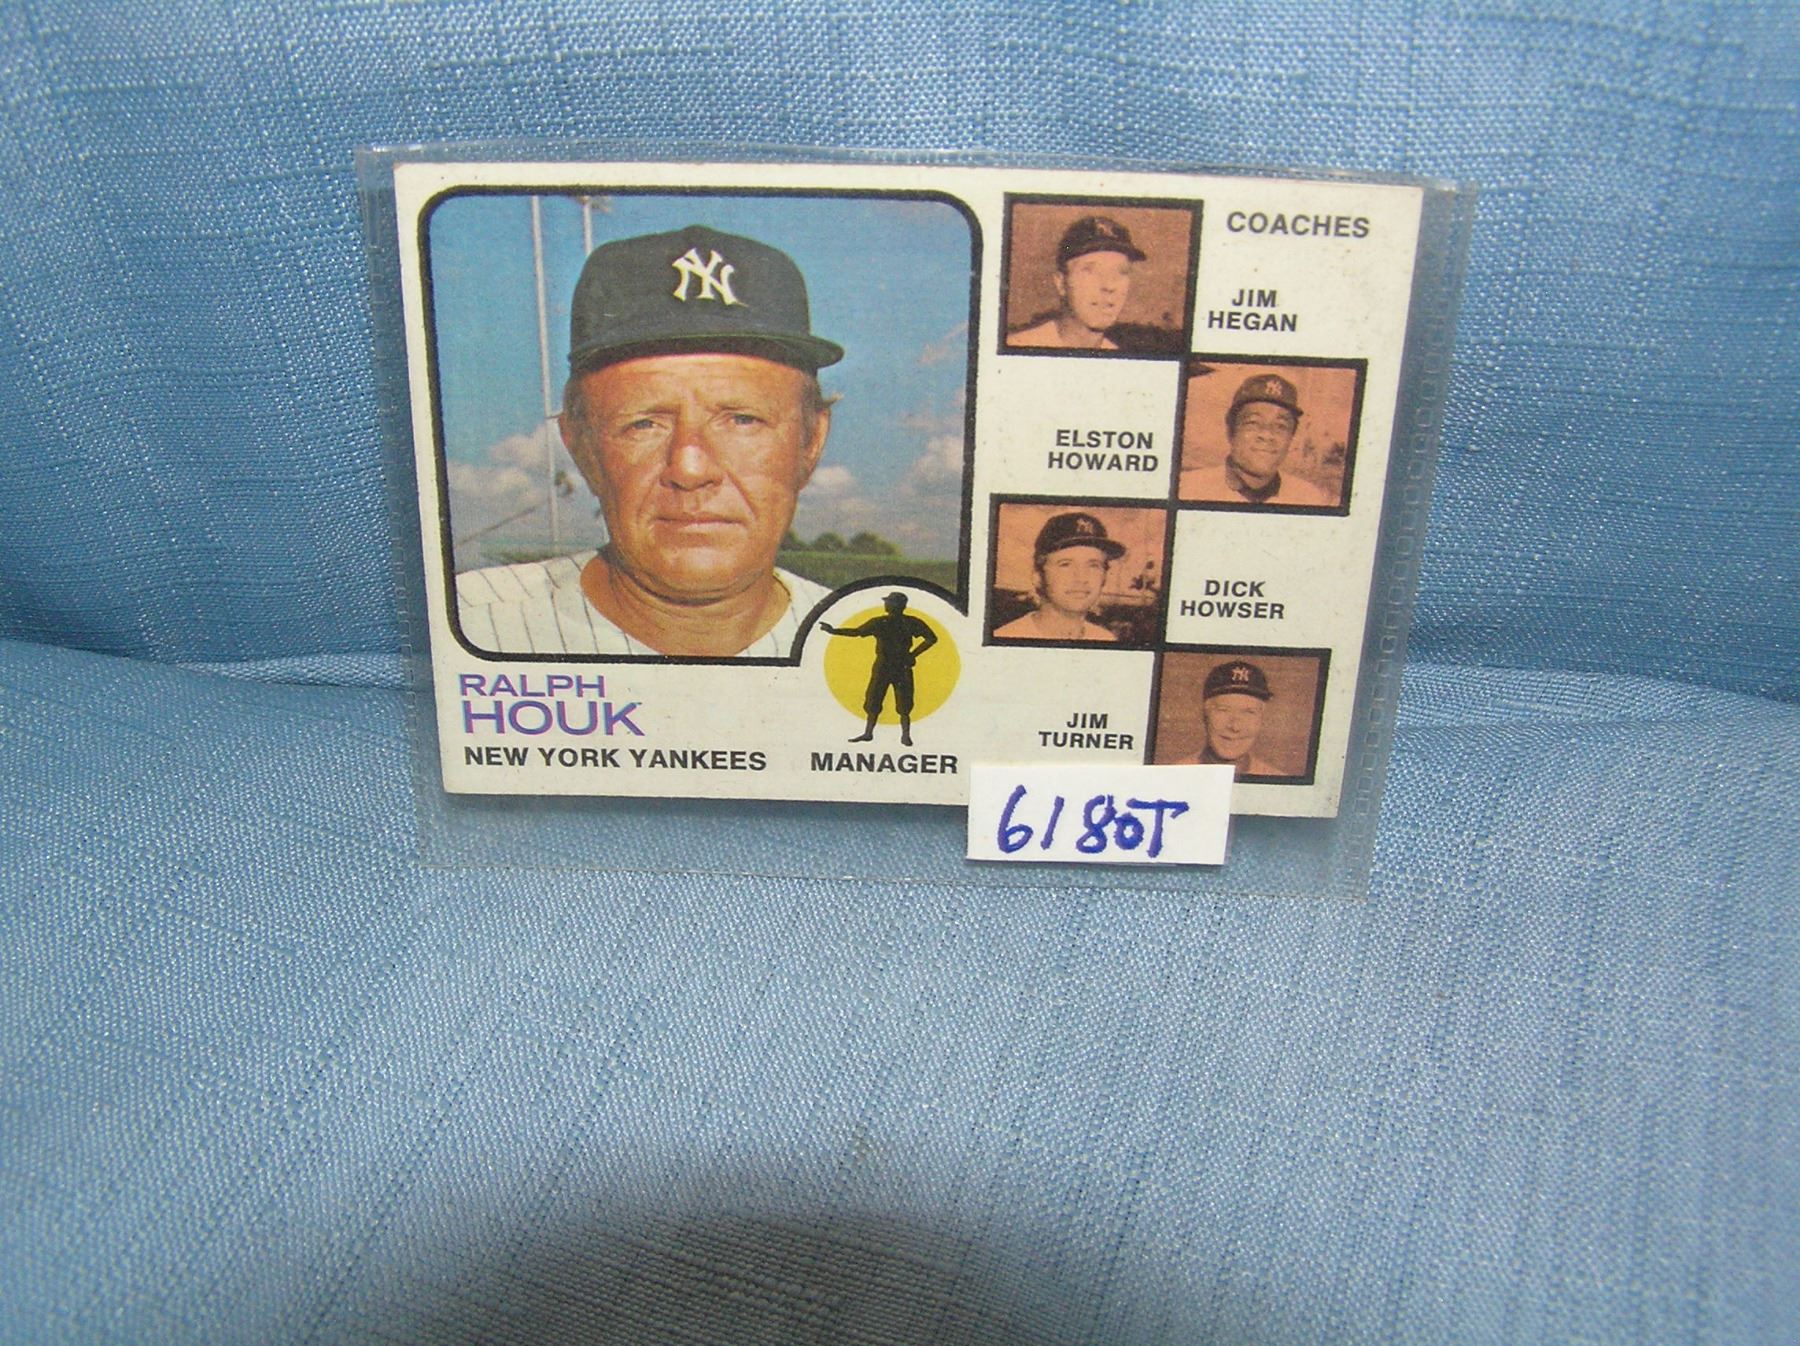 NY
RALPH
HOUK
NEW YORK YANKEES
MANAGER
COACHES
JIM
HEGAN
ELSTON
HOWARD
DICK
HOWSER
JIM
TURNER
6180T